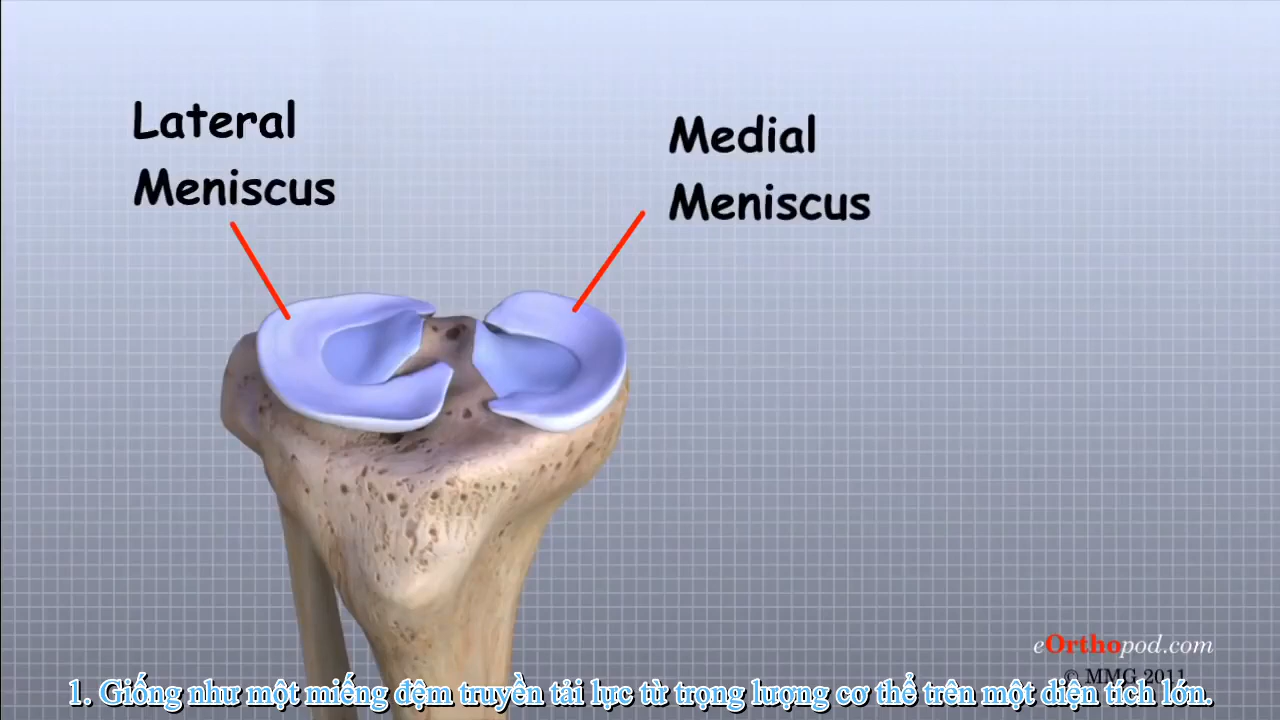 Lateral
Meniscus
Medial
Meniscus
eOrthopod.com
© MMG 2011
1. Giống như một miếng đệm truyền tải lực từ trọng lượng cơ thể trên một diện tích lớn.